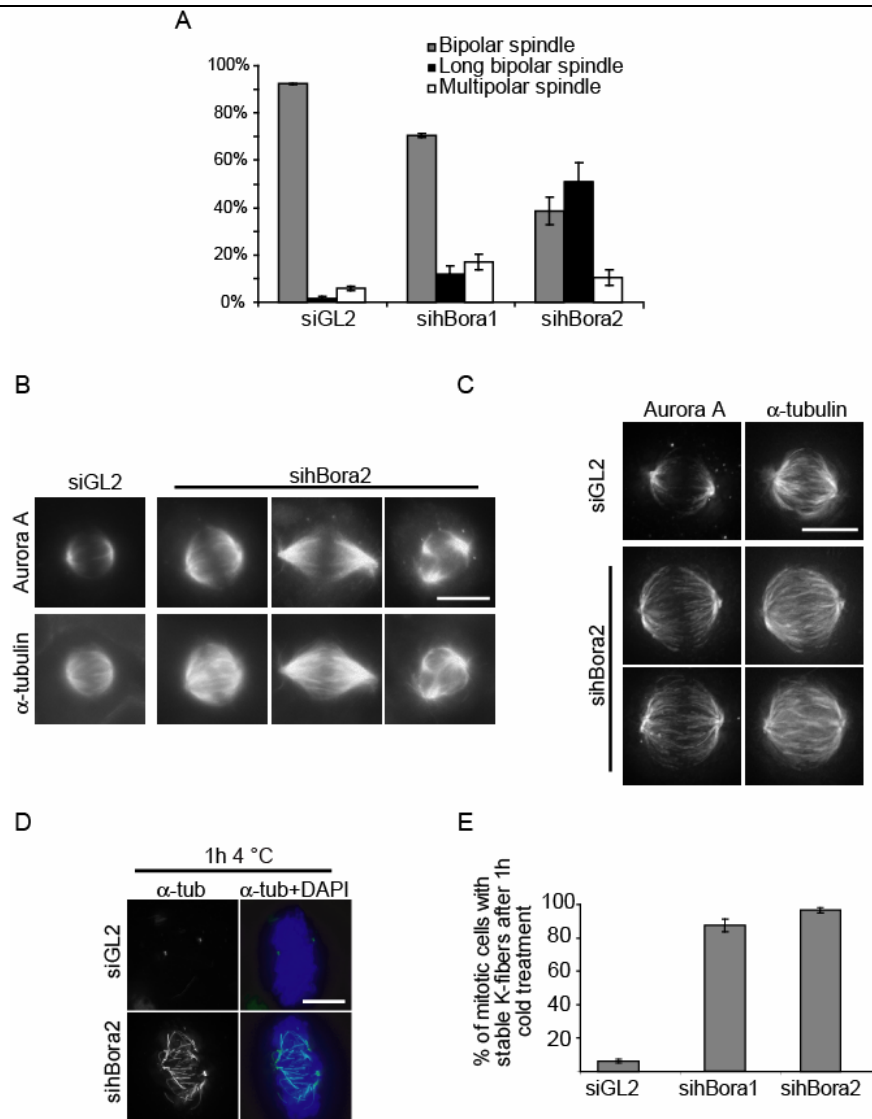 A
Bipolar spindle
Long bipolar spindle
Multipolar spindle
100%
80%
60%
40%
20%
0%
siGL2
sihBora1
sihBora2
B
siGL2
sihBora2
Aurora A
α-tubulin
C
Aurora A
α-tubulin
siGL2
sihBora2
D
1h 4 °C
α-tub
α-tub+DAPI
siGL2
sihBora2
E
% of mitotic cells with
stable K-fibers after 1h
cold treatment
100
80
60
40
20
siGL2
sihBora1
sihBora2